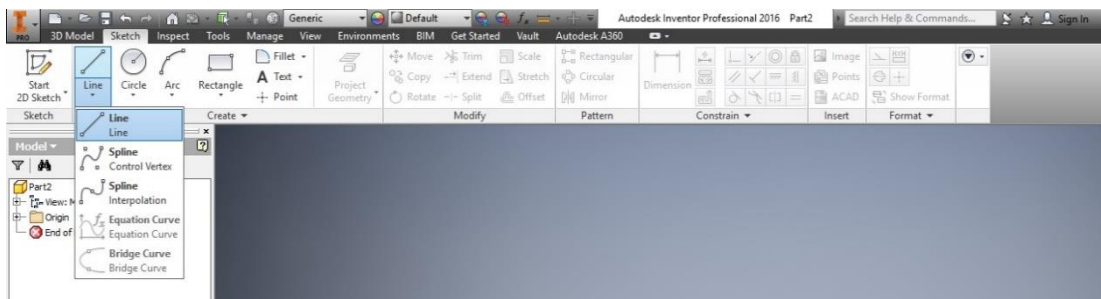 PRO
Generic
Default
Autodesk Inventor Professional 2016 Part2
Search Help & Commands...
Sign In
3D Model Sketch Inspect Tools Manage View Environments BIM Get Started Vault Autodesk A360
Start
2D Sketch
Line
Circle
Arc
Rectangle
Fillet
Text
Point
Project
Geometry
Move Trim Scale
Copy Extend Stretch
Rotate Split Offset
Rectangular
Circular
Mirror
Dimension
Image
Points
ACAD
Show Format
Sketch Create Modify Pattern Constrain Insert Format
Line
Line
Spline
Control Vertex
Spline
Interpolation
Equation Curve
Equation Curve
Bridge Curve
Bridge Curve
Model
Part2
View: M
Origin
End of